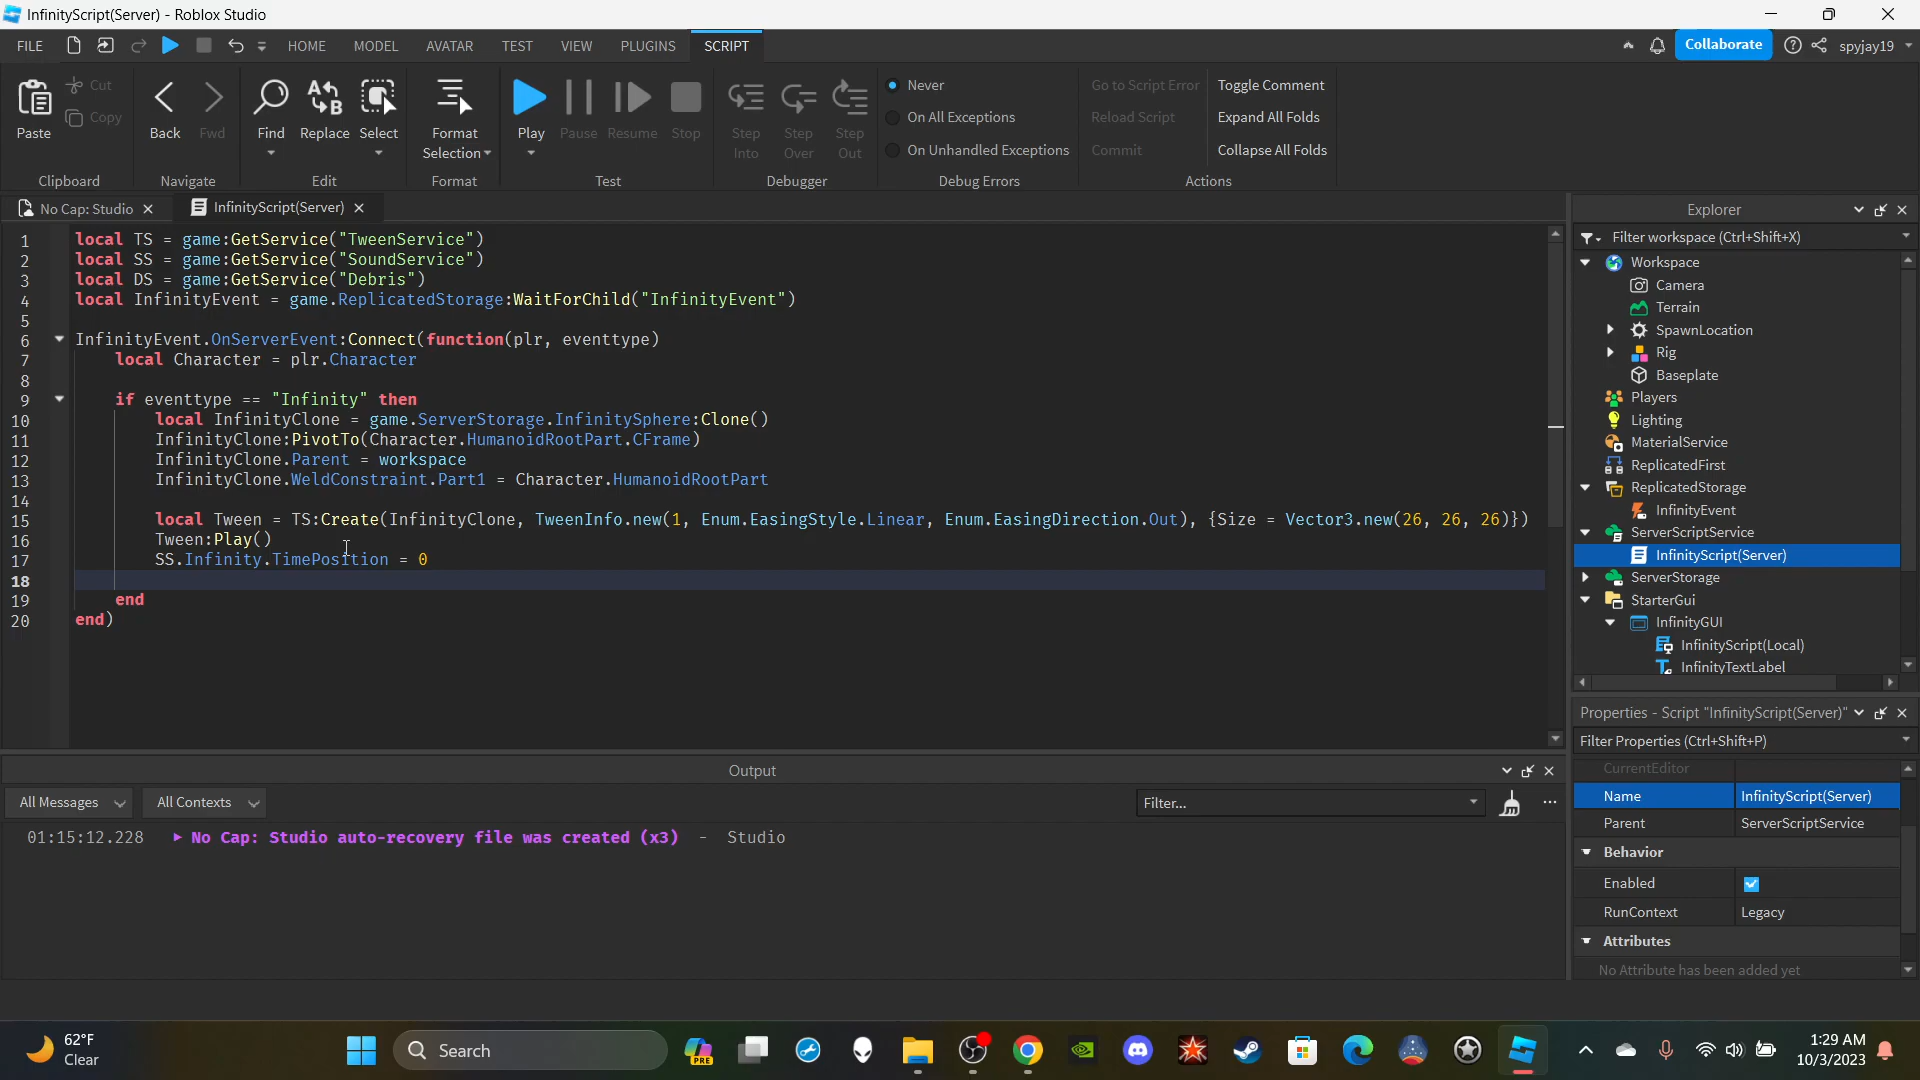 InfinityScript(Server) - Roblox Studio
FILE HOME MODEL AVATAR TEST VIEW PLUGINS SCRIPT Collaborate spyjay19
Paste Cut Copy
Back Fwd
Find Replace Select
Format Selection
Play Pause Resume Stop
Step Into Step Over Step Out
Never
On All Exceptions
On Unhandled Exceptions
Go to Script Error
Reload Script
Commit
Toggle Comment
Expand All Folds
Collapse All Folds
Clipboard Navigate Edit Format Test Debugger Debug Errors Actions
No Cap: Studio InfinityScript(Server)
1 local TS = game:GetService("TweenService")
2 local SS = game:GetService("SoundService")
3 local DS = game:GetService("Debris")
4 local InfinityEvent = game.ReplicatedStorage:WaitForChild("InfinityEvent")
5
6 InfinityEvent.OnServerEvent:Connect(function(plr, eventtype)
7 local Character = plr.Character
8
9 if eventtype == "Infinity" then
10 local InfinityClone = game.ServerStorage.InfinitySphere:Clone()
11 InfinityClone:PivotTo(Character.HumanoidRootPart.CFrame)
12 InfinityClone.Parent = workspace
13 InfinityClone.WeldConstraint.Part1 = Character.HumanoidRootPart
14
15 local Tween = TS:Create(InfinityClone, TweenInfo.new(1, Enum.EasingStyle.Linear, Enum.EasingDirection.Out), {Size = Vector3.new(26, 26, 26)})
16 Tween:Play()
17 SS.Infinity.TimePosition = 0
18
19 end
20 end)
Explorer
Filter workspace (Ctrl+Shift+X)
Workspace
Camera
Terrain
SpawnLocation
Rig
Baseplate
Players
Lighting
MaterialService
ReplicatedFirst
ReplicatedStorage
InfinityEvent
ServerScriptService
InfinityScript(Server)
ServerStorage
StarterGui
InfinityGUI
InfinityScript(Local)
InfinityTextLabel
Properties - Script "InfinityScript(Server)"
Filter Properties (Ctrl+Shift+P)
CurrentEditor
Name InfinityScript(Server)
Parent ServerScriptService
Behavior
Enabled
RunContext Legacy
Attributes
No Attribute has been added yet
Output
All Messages All Contexts Filter...
01:15:12.228 No Cap: Studio auto-recovery file was created (x3) - Studio
62°F
Clear
Search
PRE
1:29 AM
10/3/2023